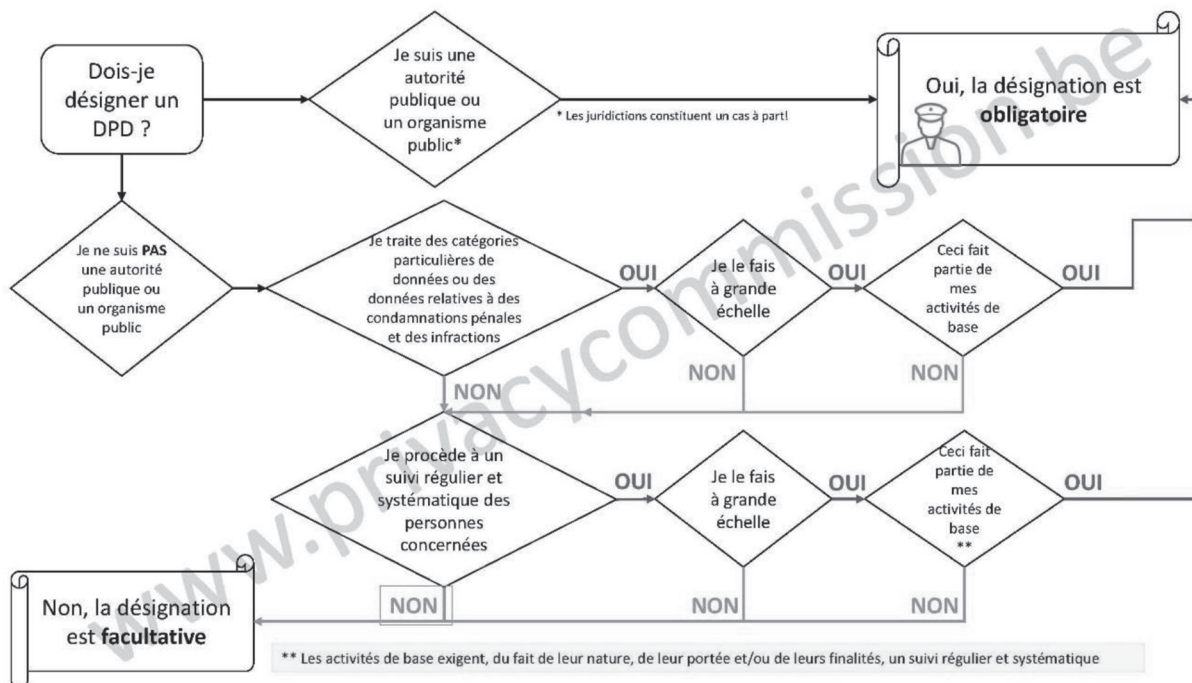 Dois-je
désigner un
DPD ?
Je suis une
autorité
publique ou
un organisme
public*
* Les juridictions constituent un cas à part!
Oui, la désignation est
obligatoire
Je ne suis PAS
une autorité
publique ou
un organisme
public
Je traite des catégories
particulières de
données ou des
données relatives à des
condamnations pénales
et des infractions
OUI
Je le fais
à grande
échelle
OUI
Ceci fait
partie de
mes
activités de
base
OUI
NON
NON
NON
Je procède à un
suivi régulier et
systématique des
personnes
concernées
OUI
Je le fais
à grande
échelle
OUI
Ceci fait
partie de
mes
activités de
base
**
OUI
NON
NON
NON
Non, la désignation
est facultative
** Les activités de base exigent, du fait de leur nature, de leur portée et/ou de leurs finalités, un suivi régulier et systématique
www.privacycommission.be